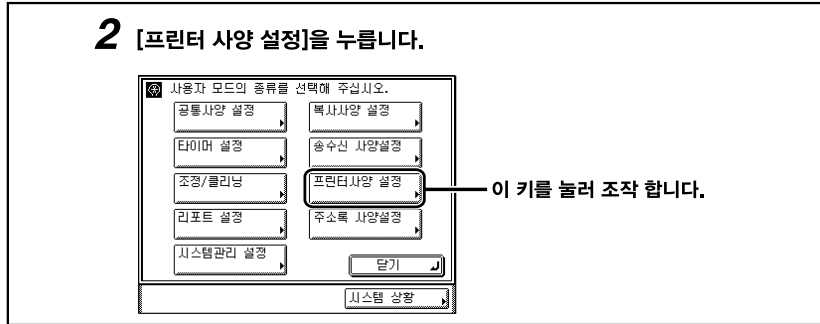 2 [프린터 사양 설정]을 누릅니다.
사용자 모드의 종류를 선택해 주십시오.
공통사양 설정 복사사양 설정
타이머 설정 송수신 사양설정
조정/클리닝 프린터사양 설정
이 키를 눌러 조작 합니다.
리포트 설정 주소록 사양설정
시스템관리 설정
닫기
시스템 상황